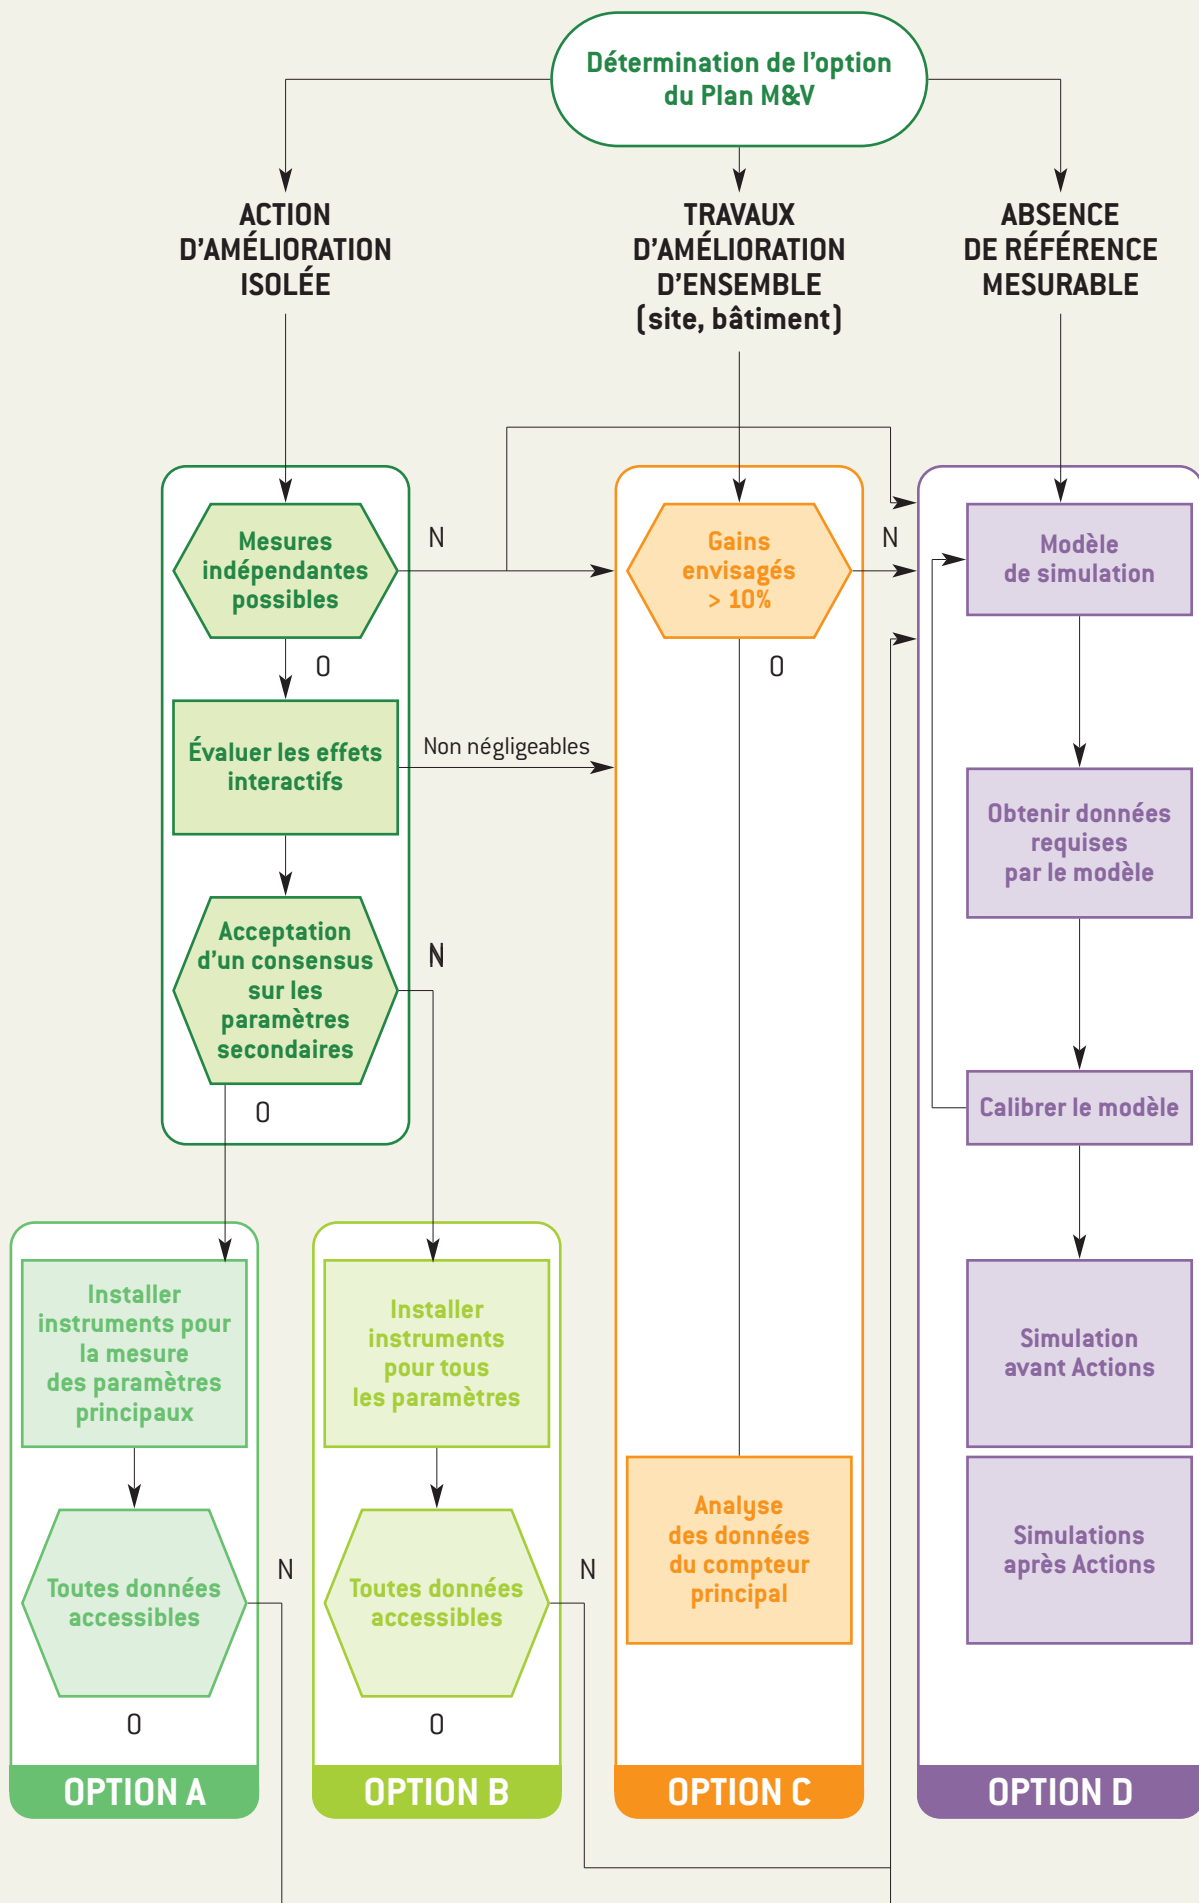 Détermination de l'option
du Plan M&V
ACTION
D'AMÉLIORATION
ISOLÉE
TRAVAUX
D'AMÉLIORATION
D'ENSEMBLE
(site, bâtiment)
ABSENCE
DE RÉFÉRENCE
MESURABLE
Mesures
indépendantes
possibles
N
O
Gains
envisagés
> 10%
N
O
Modèle
de simulation
Évaluer les effets
interactifs
Non négligeables
Obtenir données
requises
par le modèle
Acceptation
d'un consensus
sur les
paramètres
secondaires
N
O
Calibrer le modèle
Installer
instruments pour
la mesure
des paramètres
principaux
Installer
instruments
pour tous
les paramètres
Simulation
avant Actions
Toutes données
accessibles
N
O
Toutes données
accessibles
N
O
Analyse
des données
du compteur
principal
Simulations
après Actions
OPTION A
OPTION B
OPTION C
OPTION D